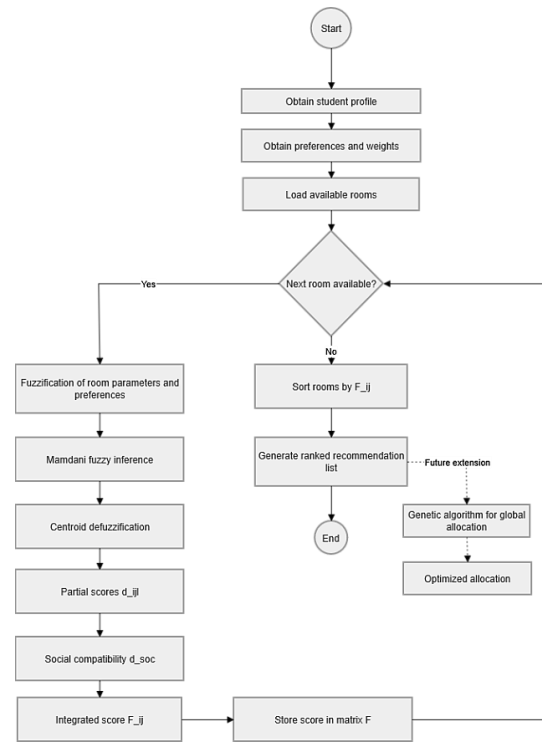 Start
Obtain student profile
Obtain preferences and weights
Load available rooms
Next room available?
Yes
No
Fuzzification of room parameters and
preferences
Mamdani fuzzy inference
Centroid defuzzification
Partial scores d_ijl
Social compatibility d_soc
Integrated score F_ij
Store score in matrix F
Sort rooms by F_ij
Generate ranked recommendation
list
End
Future extension
Genetic algorithm for global
allocation
Optimized allocation